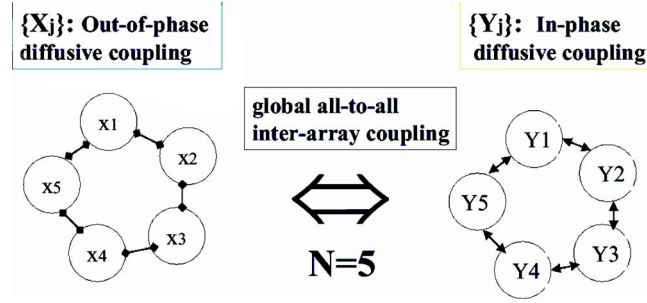 {Xj}: Out-of-phase
diffusive coupling
{Yj}: In-phase
diffusive coupling
global all-to-all
inter-array coupling
N=5
x1
x2
x3
x4
x5
Y1
Y2
Y3
Y4
Y5